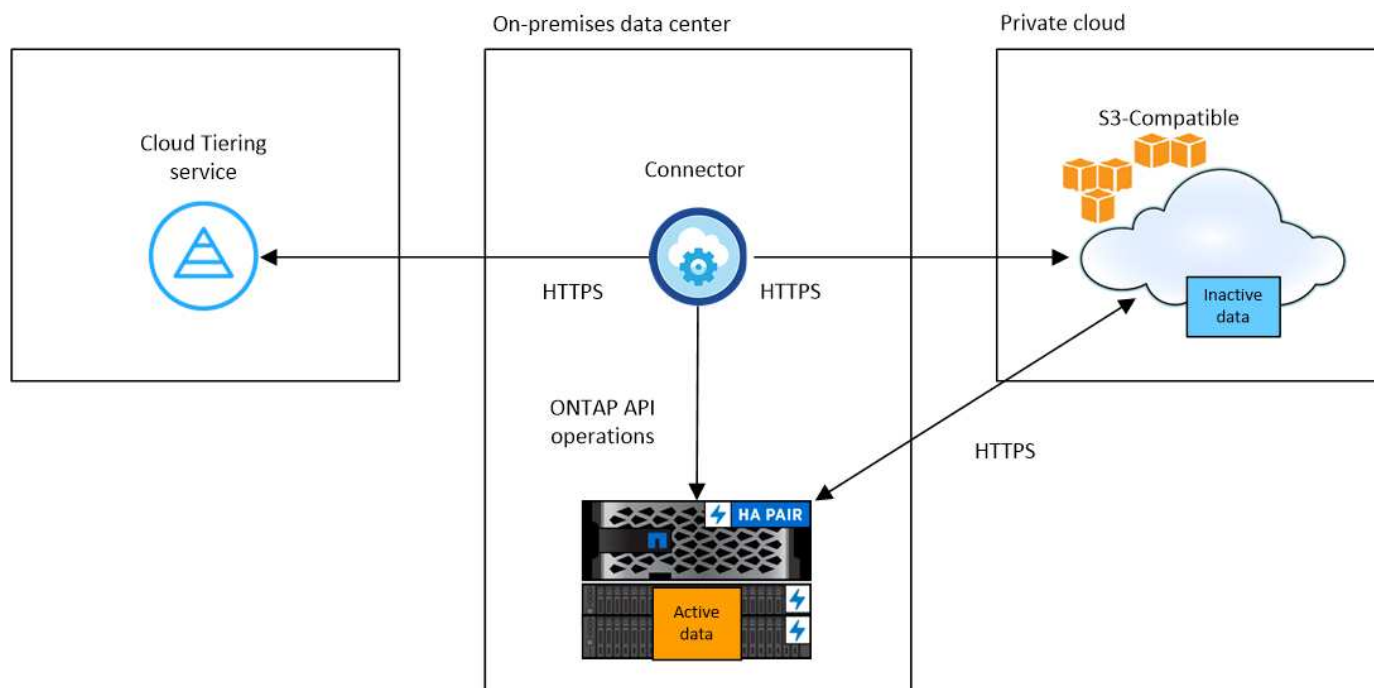 On-premises data center
Private cloud
Cloud Tiering
service
Connector
S3-Compatible
HTTPS
HTTPS
Inactive
data
ONTAP API
operations
HTTPS
HA PAIR
Active
data